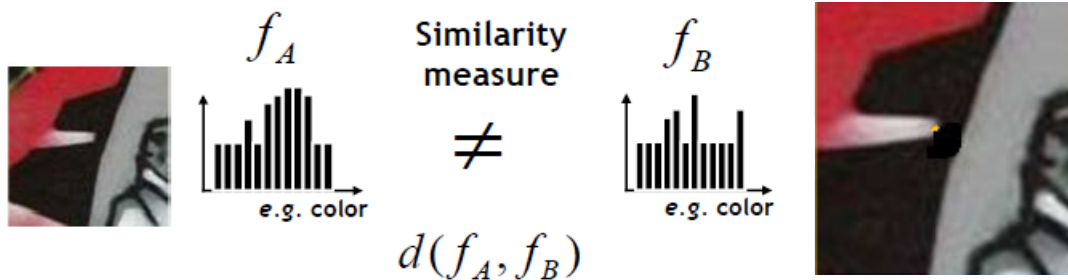 f_A
Similarity
measure
f_B
≠
e.g. color
e.g. color
d(f_A, f_B)